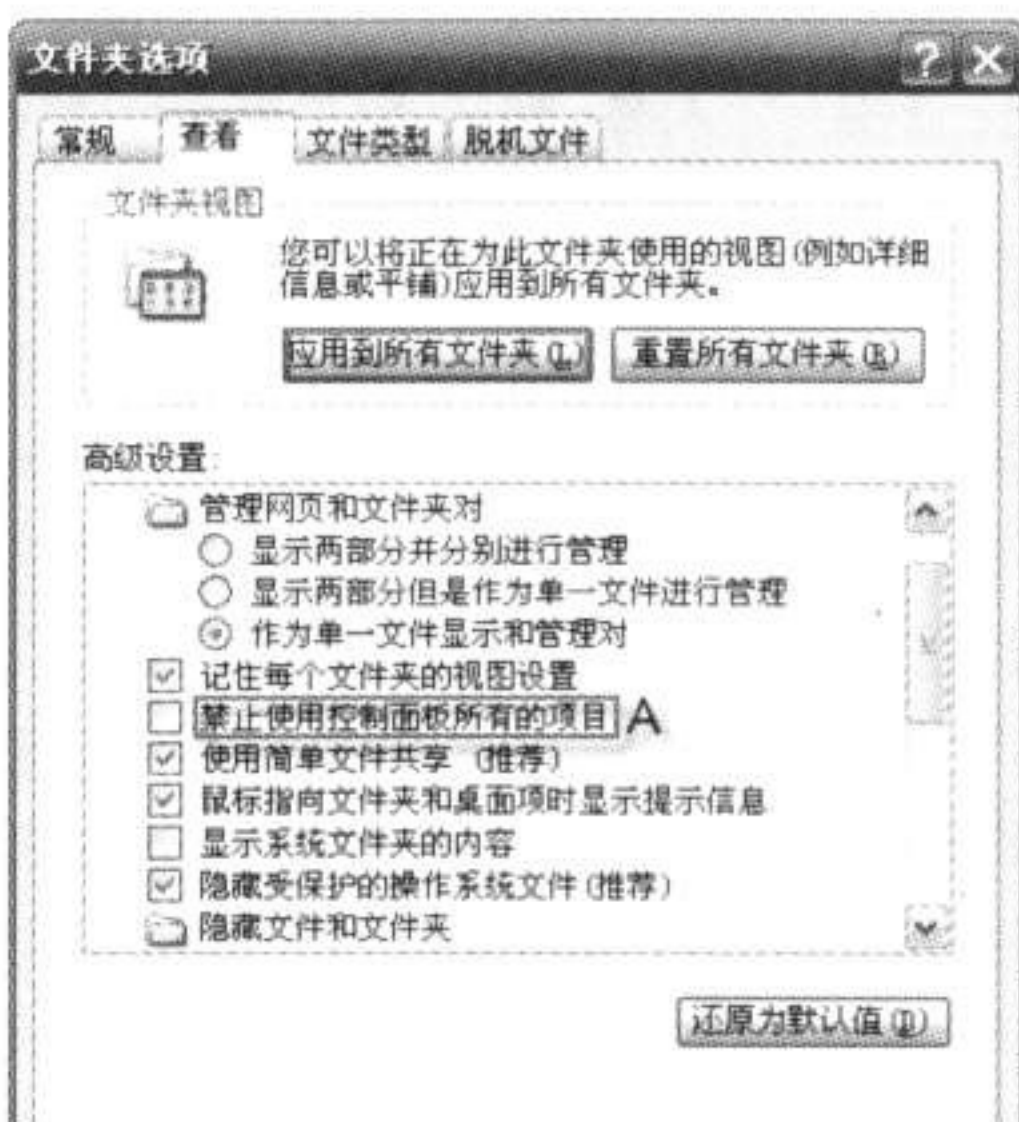 文件夹选项
常规 查看 文件类型 脱机文件
文件夹视图
您可以将正在为此文件夹使用的视图(例如详细
信息或平铺)应用到所有文件夹。
应用到所有文件夹(L) 重置所有文件夹(R)
高级设置:
管理网页和文件夹对
显示两部分并分别进行管理
显示两部分但是作为单一文件进行管理
作为单一文件显示和管理对
记住每个文件夹的视图设置
禁止使用控制面板所有的项目 A
使用简单文件共享 (推荐)
鼠标指向文件夹和桌面项时显示提示信息
显示系统文件夹的内容
隐藏受保护的操作系统文件(推荐)
隐藏文件和文件夹
还原为默认值(D)